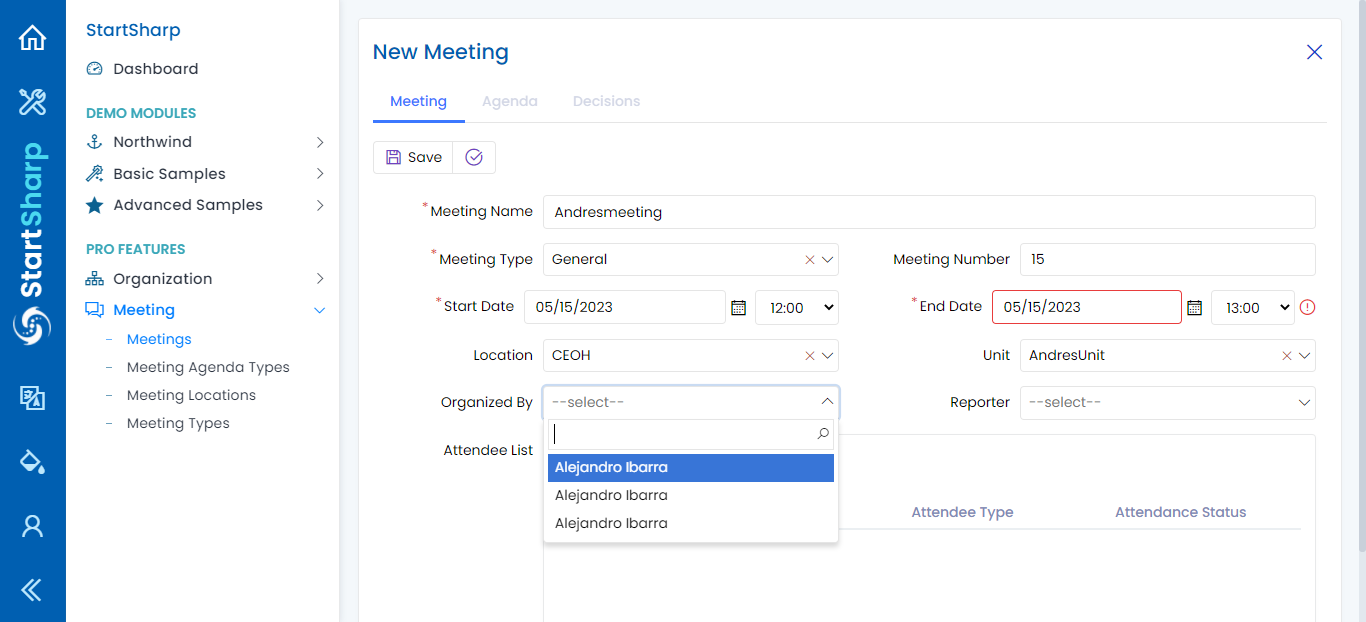 StartSharp
StartSharp
Dashboard
DEMO MODULES
Northwind
Basic Samples
Advanced Samples
PRO FEATURES
Organization
Meeting
Meetings
Meeting Agenda Types
Meeting Locations
Meeting Types
New Meeting
Meeting Agenda Decisions
Save
* Meeting Name Andresmeeting
* Meeting Type General Meeting Number 15
* Start Date 05/15/2023 12:00 * End Date 05/15/2023 13:00
Location CEOH Unit AndresUnit
Organized By --select-- Reporter --select--
Attendee List
Alejandro Ibarra
Alejandro Ibarra
Alejandro Ibarra
Attendee Type Attendance Status